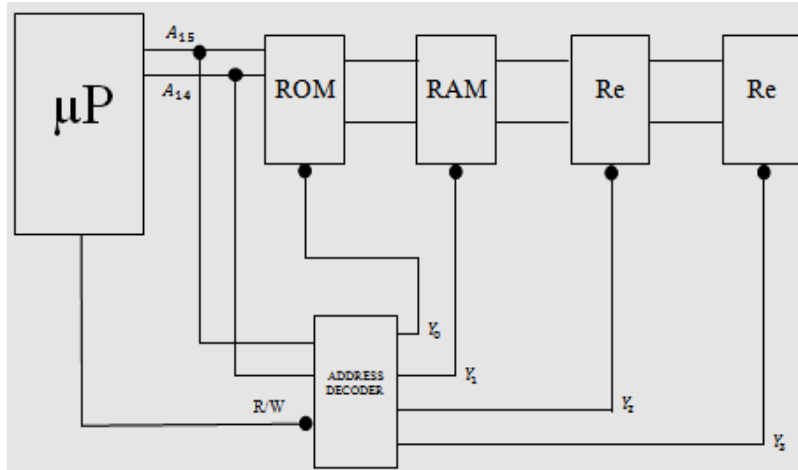 A₁₅
A₁₄
μP
ROM
RAM
Re
Re
Y₀
Y₁
Y₂
Y₃
ADDRESS
DECODER
R/W